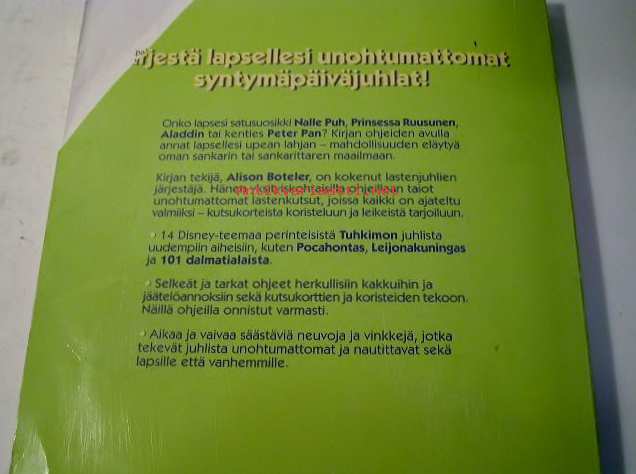 Järjestä lapsellesi unohtumattomat
syntymäpäiväjuhlat!
Onko lapsesi satusuosikki Nalle Puh, Prinsessa Ruusunen,
Aladdin tai kenties Peter Pan? Kirjan ohjeiden avulla
annat lapsellesi upean lahjan – mahdollisuuden eläytyä
oman sankarin tai sankarittaren maailmaan.
Kirjan tekijä, Alison Boteler, on kokenut lastenjuhlien
järjestäjä. Hänen yksityiskohtaisilla ohjeillaan taiot
unohtumattomat lastenkutsut, joissa kaikki on ajateltu
valmiiksi – kutsukorteista koristeluun ja leikeistä tarjoiluun.
• 14 Disney-teemaa perinteisistä Tuhkimon juhlista
uudempiin aiheisiin, kuten Pocahontas, Leijonakuningas
ja 101 dalmatialaista.
• Selkeät ja tarkat ohjeet herkullisiin kakkuihin ja
jäätelöannoksiin sekä kutsukorttien ja koristeiden tekoon.
Näillä ohjeilla onnistut varmasti.
• Aikaa ja vaivaa säästäviä neuvoja ja vinkkejä, jotka
tekevät juhlista unohtumattomat ja nautittavat sekä
lapsille että vanhemmille.